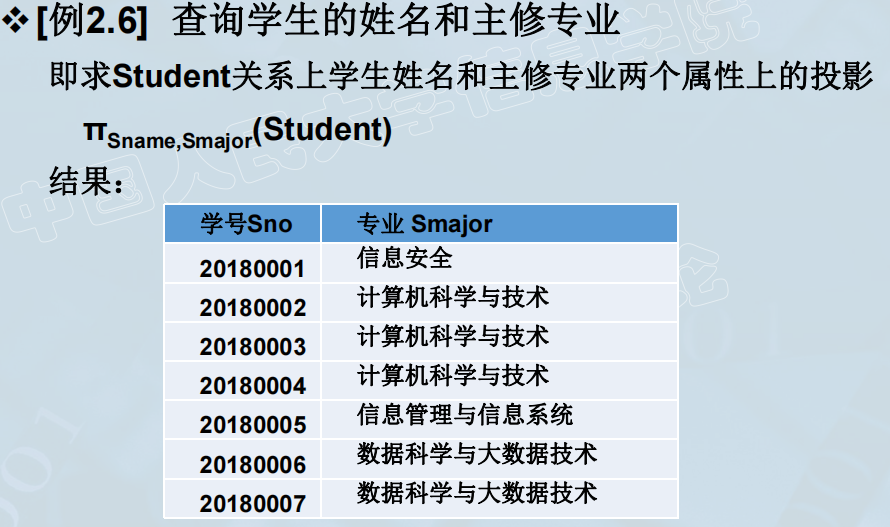 ❖[例2.6] 查询学生的姓名和主修专业
即求Student关系上学生姓名和主修专业两个属性上的投影
πSname,Smajor(Student)
结果：
学号Sno 专业 Smajor
20180001 信息安全
20180002 计算机科学与技术
20180003 计算机科学与技术
20180004 计算机科学与技术
20180005 信息管理与信息系统
20180006 数据科学与大数据技术
20180007 数据科学与大数据技术